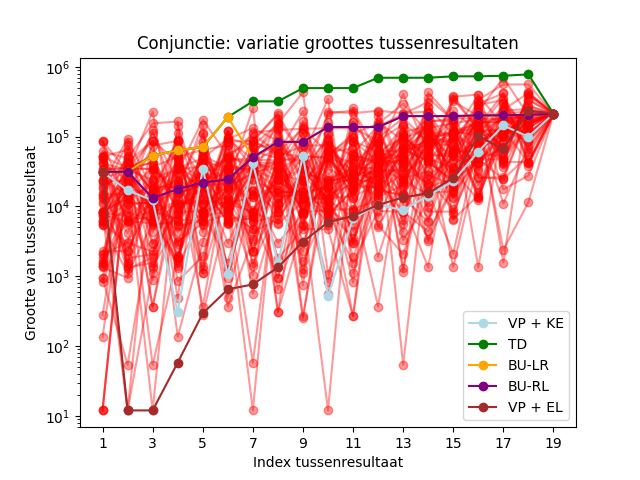 Conjunctie: variatie groottes tussenresultaten
Grootte van tussenresultaat
10^6
10^5
10^4
10^3
10^2
10^1
1 3 5 7 9 11 13 15 17 19
Index tussenresultaat
VP + KE
TD
BU-LR
BU-RL
VP + EL